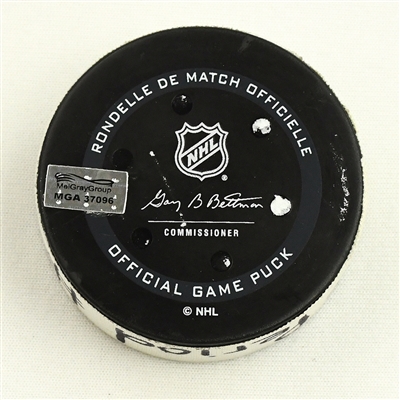 RONDELLE DE MATCH OFFICIELLE
NHL
MeiGrayGroup
MGA 37096
Gary B Bettman
COMMISSIONER
OFFICIAL GAME PUCK
© NHL